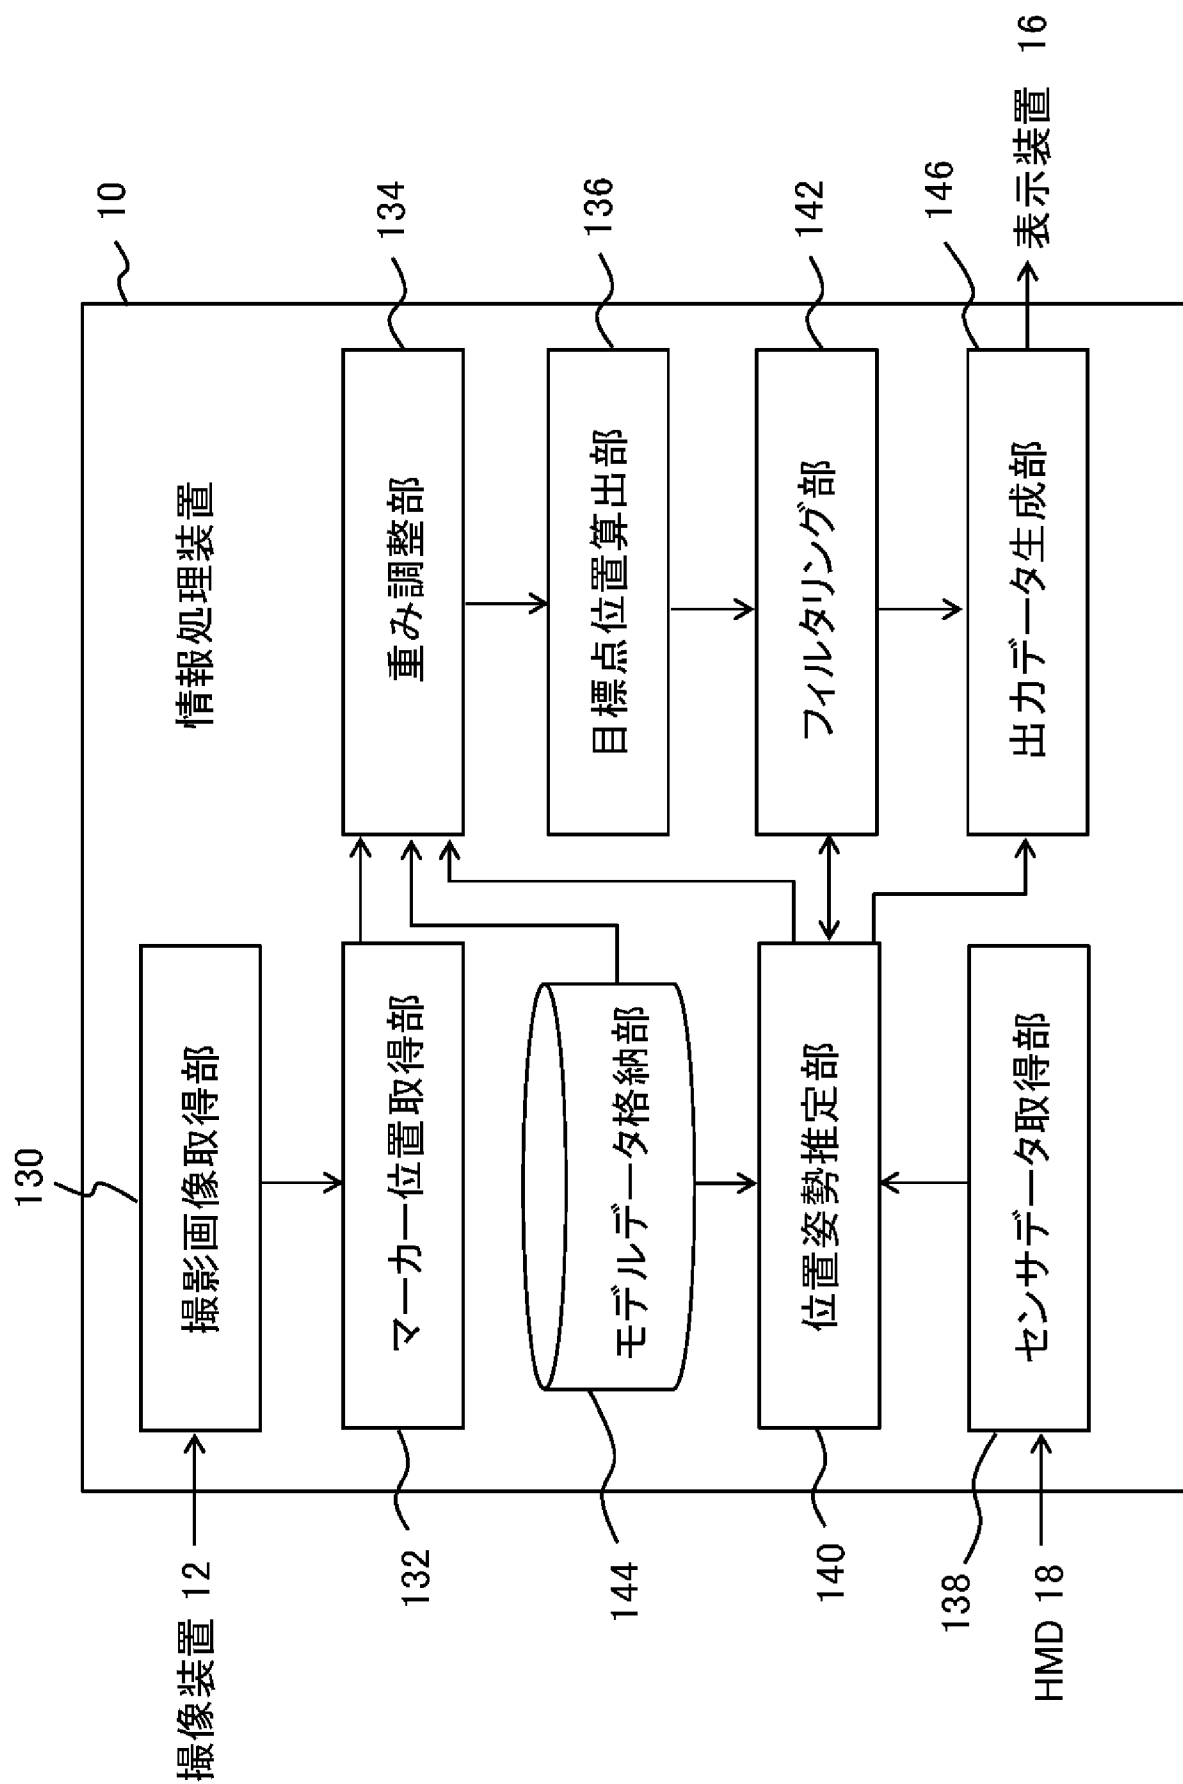 10
情報処理装置
130
撮像装置 12
撮影画像取得部
132
マーカー位置取得部
重み調整部
134
144
モデルデータ格納部
目標点位置算出部
136
140
位置姿勢推定部
フィルタリング部
142
138
HMD 18
センサデータ取得部
出力データ生成部
146
表示装置 16